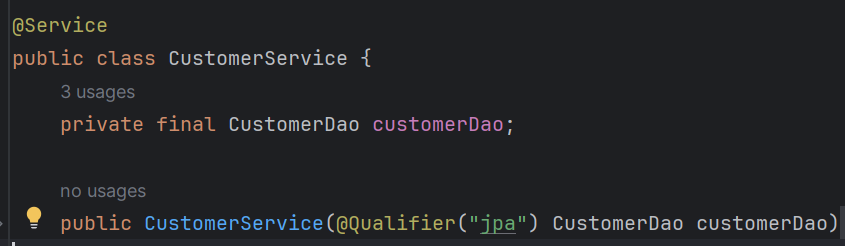 @Service
public class CustomerService {
3 usages
private final CustomerDao customerDao;
no usages
public CustomerService(@Qualifier("jpa") CustomerDao customerDao)